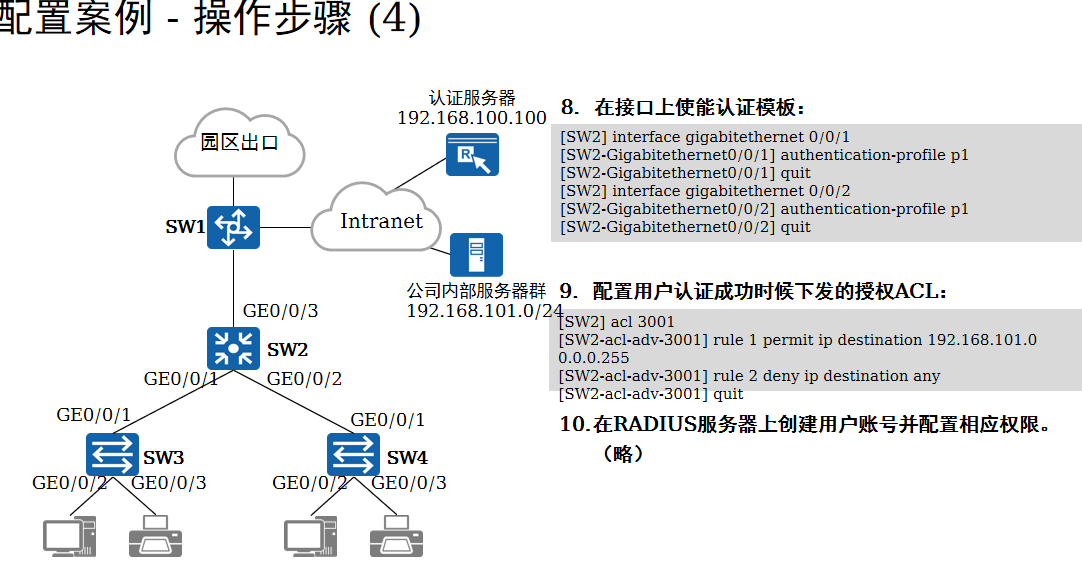 配置案例 - 操作步骤 (4)
认证服务器
192.168.100.100
园区出口
SW1
Intranet
公司内部服务器群
192.168.101.0/24
GE0/0/3
SW2
GE0/0/1
GE0/0/2
GE0/0/1
GE0/0/1
SW3
SW4
GE0/0/2
GE0/0/3
GE0/0/2
GE0/0/3
8. 在接口上使能认证模板：
[SW2] interface gigabitethernet 0/0/1
[SW2-Gigabitethernet0/0/1] authentication-profile p1
[SW2-Gigabitethernet0/0/1] quit
[SW2] interface gigabitethernet 0/0/2
[SW2-Gigabitethernet0/0/2] authentication-profile p1
[SW2-Gigabitethernet0/0/2] quit
9. 配置用户认证成功时候下发的授权ACL：
[SW2] acl 3001
[SW2-acl-adv-3001] rule 1 permit ip destination 192.168.101.0
0.0.0.255
[SW2-acl-adv-3001] rule 2 deny ip destination any
[SW2-acl-adv-3001] quit
10.在RADIUS服务器上创建用户账号并配置相应权限。
（略）